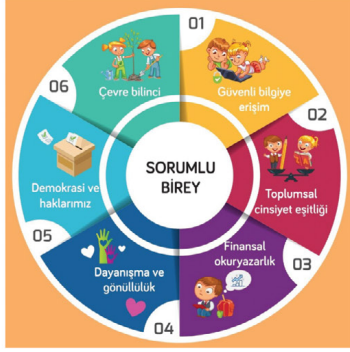 SORUMLU
BİREY
01
Güvenli bilgiye
erişim
02
Toplumsal
cinsiyet eşitliği
03
Finansal
okuryazarlık
04
Dayanışma ve
gönüllülük
05
Demokrasi ve
haklarımız
06
Çevre bilinci